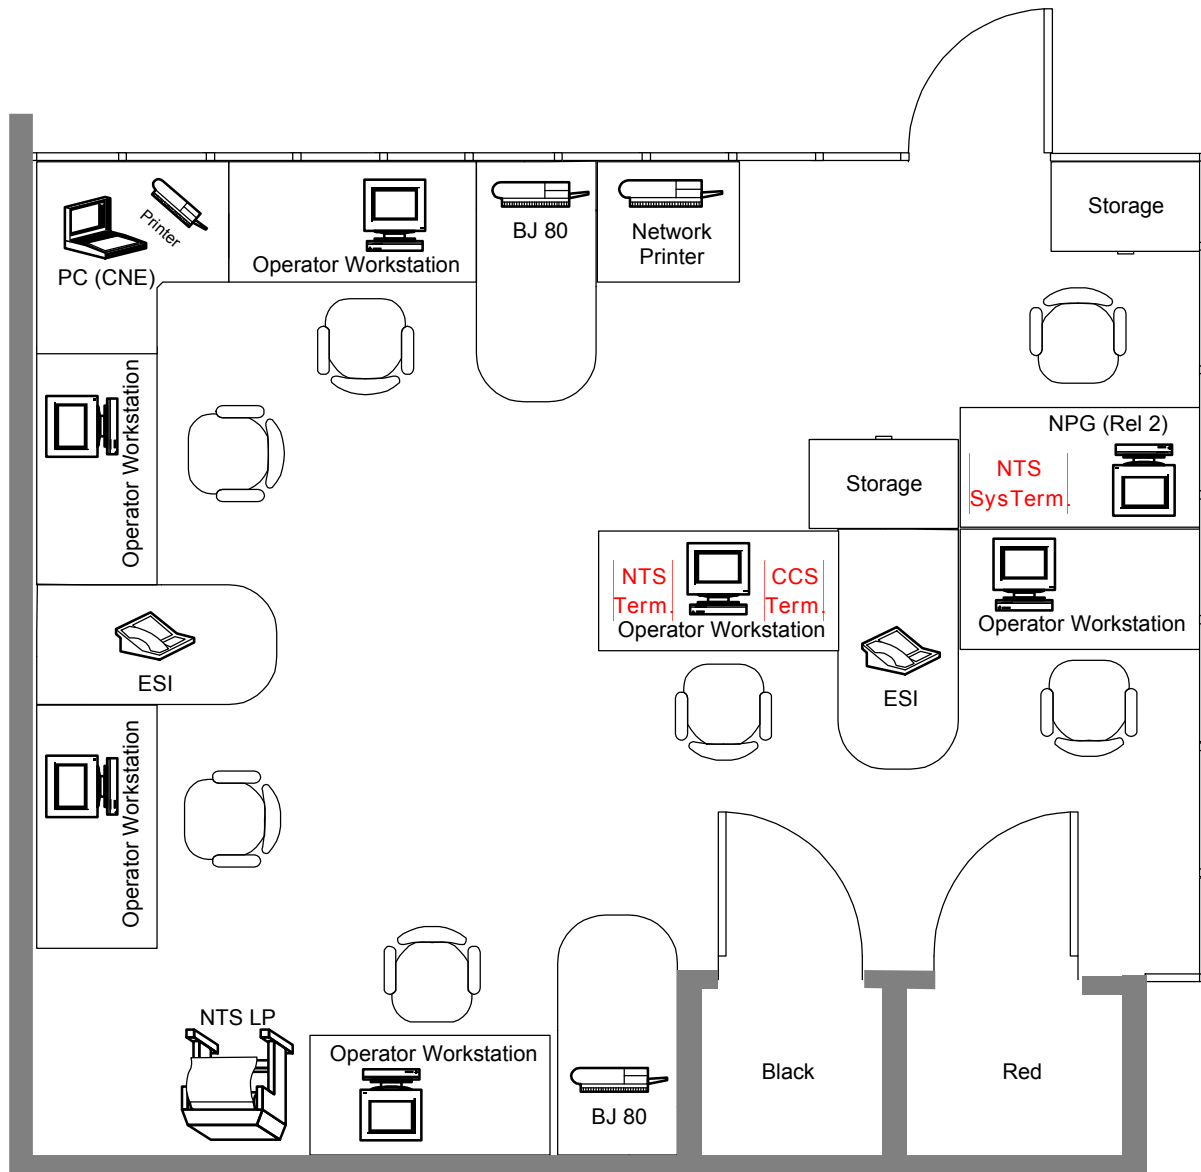 Storage
Printer
PC (CNE)
Operator Workstation
BJ 80
Network
Printer
Operator Workstation
NPG (Rel 2)
NTS
SysTerm.
Storage
NTS
Term.
CCS
Term.
Operator Workstation
Operator Workstation
ESI
ESI
Operator Workstation
NTS LP
Operator Workstation
BJ 80
Black
Red